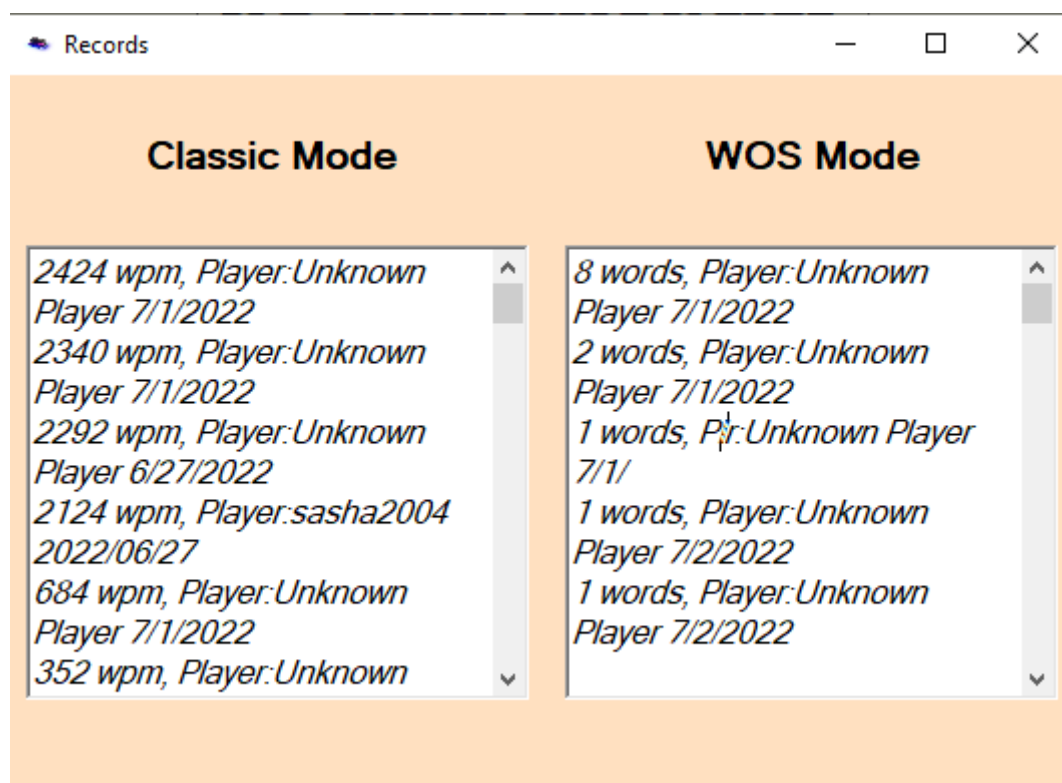 Records
Classic Mode
2424 wpm, Player:Unknown
Player 7/1/2022
2340 wpm, Player:Unknown
Player 7/1/2022
2292 wpm, Player:Unknown
Player 6/27/2022
2124 wpm, Player:sasha2004
2022/06/27
684 wpm, Player:Unknown
Player 7/1/2022
352 wpm, Player:Unknown
WOS Mode
8 words, Player:Unknown
Player 7/1/2022
2 words, Player:Unknown
Player 7/1/2022
1 words, Player
7/1/
1 words, Player:Unknown
Player 7/2/2022
1 words, Player:Unknown
Player 7/2/2022